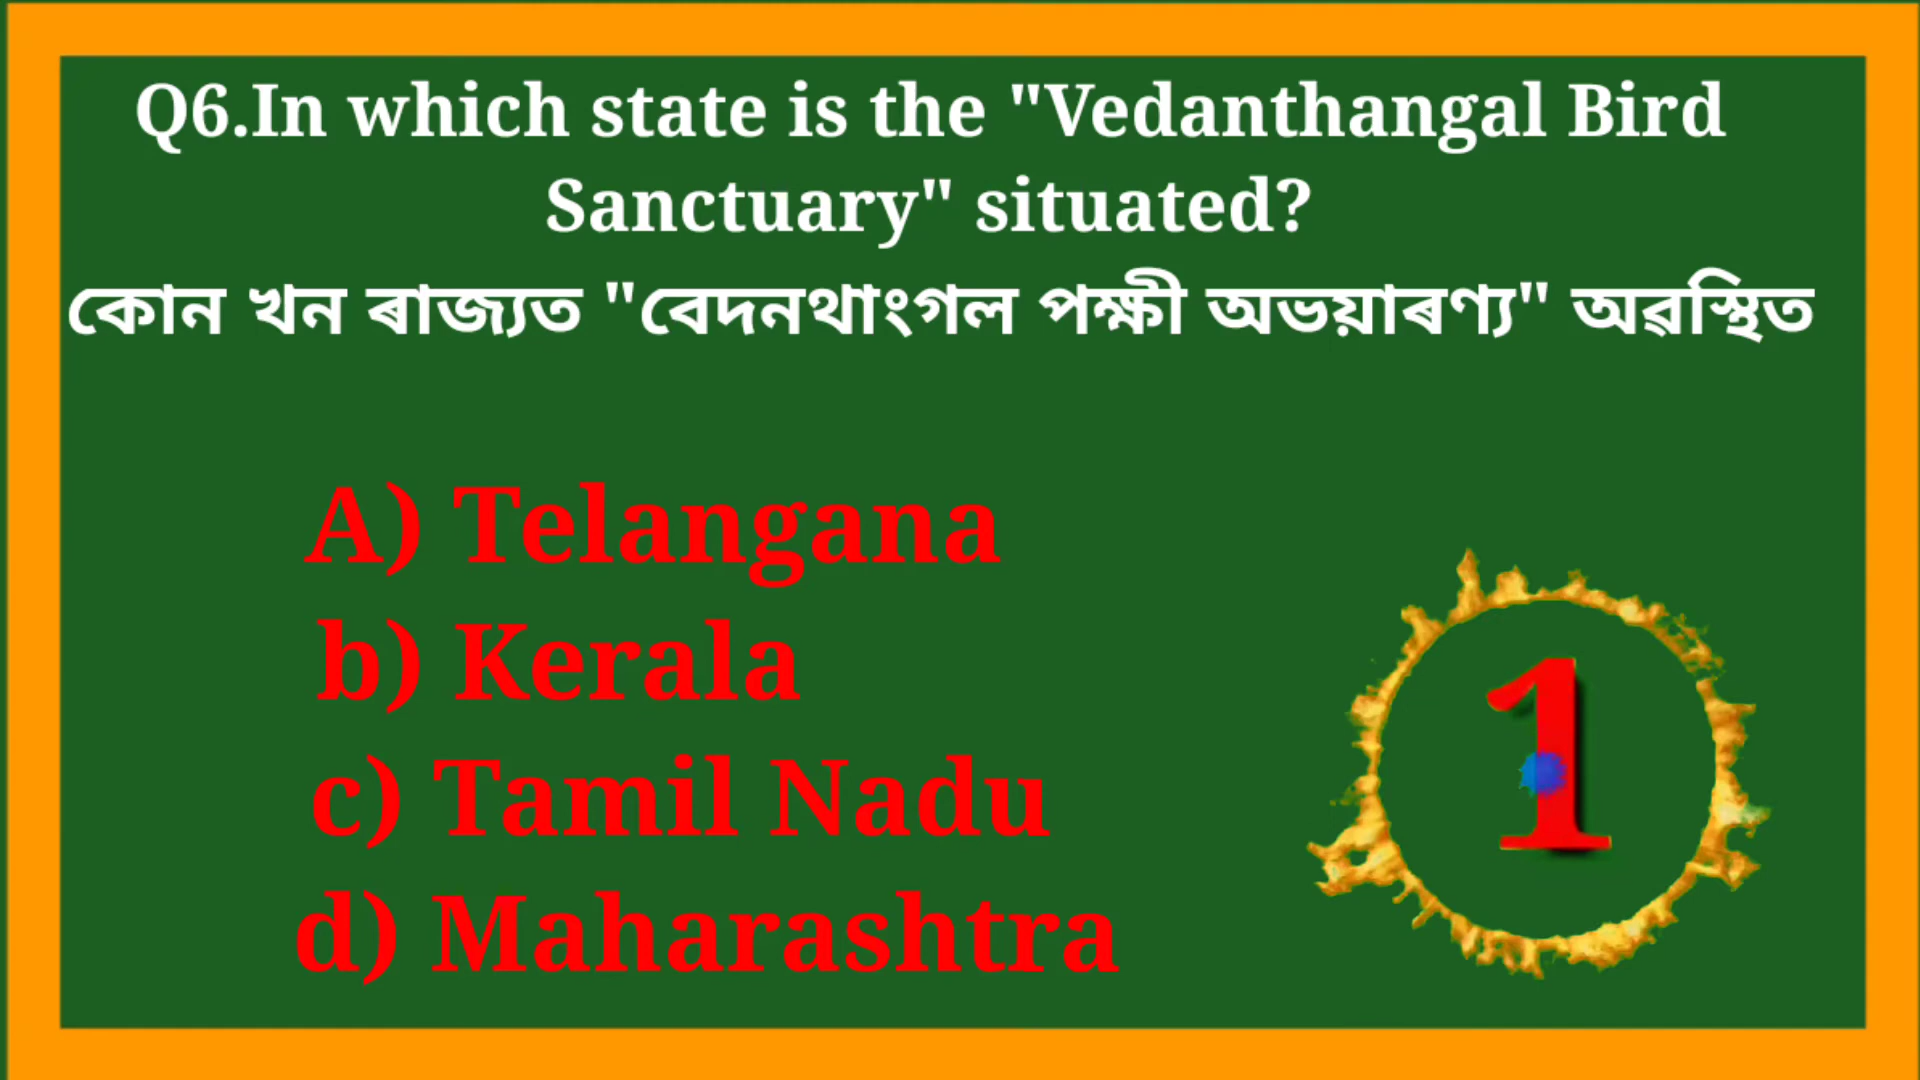 Q6.In which state is the "Vedanthangal Bird
Sanctuary" situated?
কোন খন ৰাজ্যত "বেদনথাংগল পক্ষী অভয়াৰণ্য" অৱস্থিত
A) Telangana
b) Kerala
c) Tamil Nadu
d) Maharashtra
1